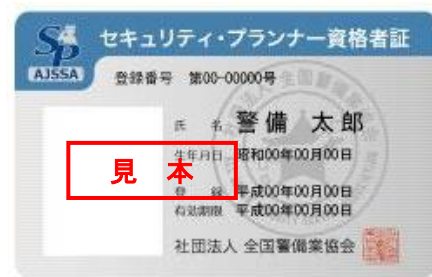 Sp
AJSSA
セキュリティ・プランナー資格者証
登録番号 第00-00000号
氏 名 警備 太郎
生年月日 昭和00年00月00日
見 本
登 録 平成00年00月00日
有効期限 平成00年00月00日
社団法人 全国警備業協会